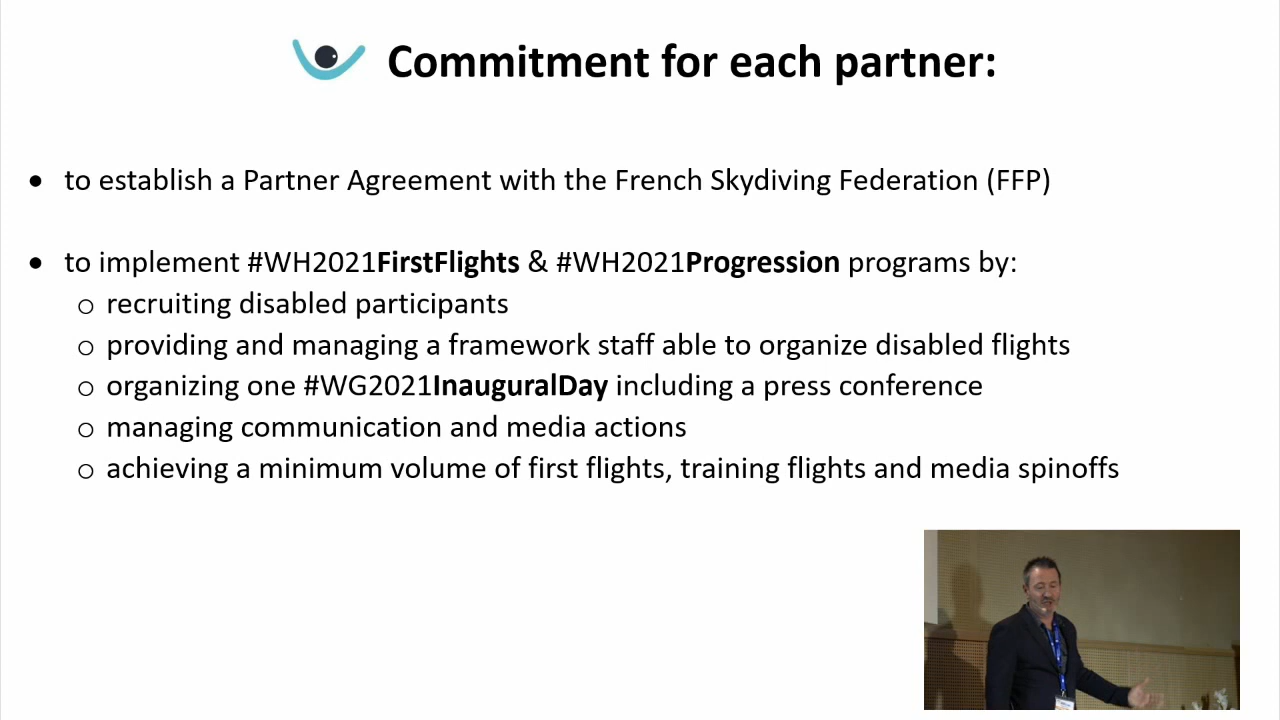 Commitment for each partner:
• to establish a Partner Agreement with the French Skydiving Federation (FFP)
• to implement #WH2021FirstFlights & #WH2021Progression programs by:
o recruiting disabled participants
o providing and managing a framework staff able to organize disabled flights
o organizing one #WG2021InauguralDay including a press conference
o managing communication and media actions
o achieving a minimum volume of first flights, training flights and media spinoffs